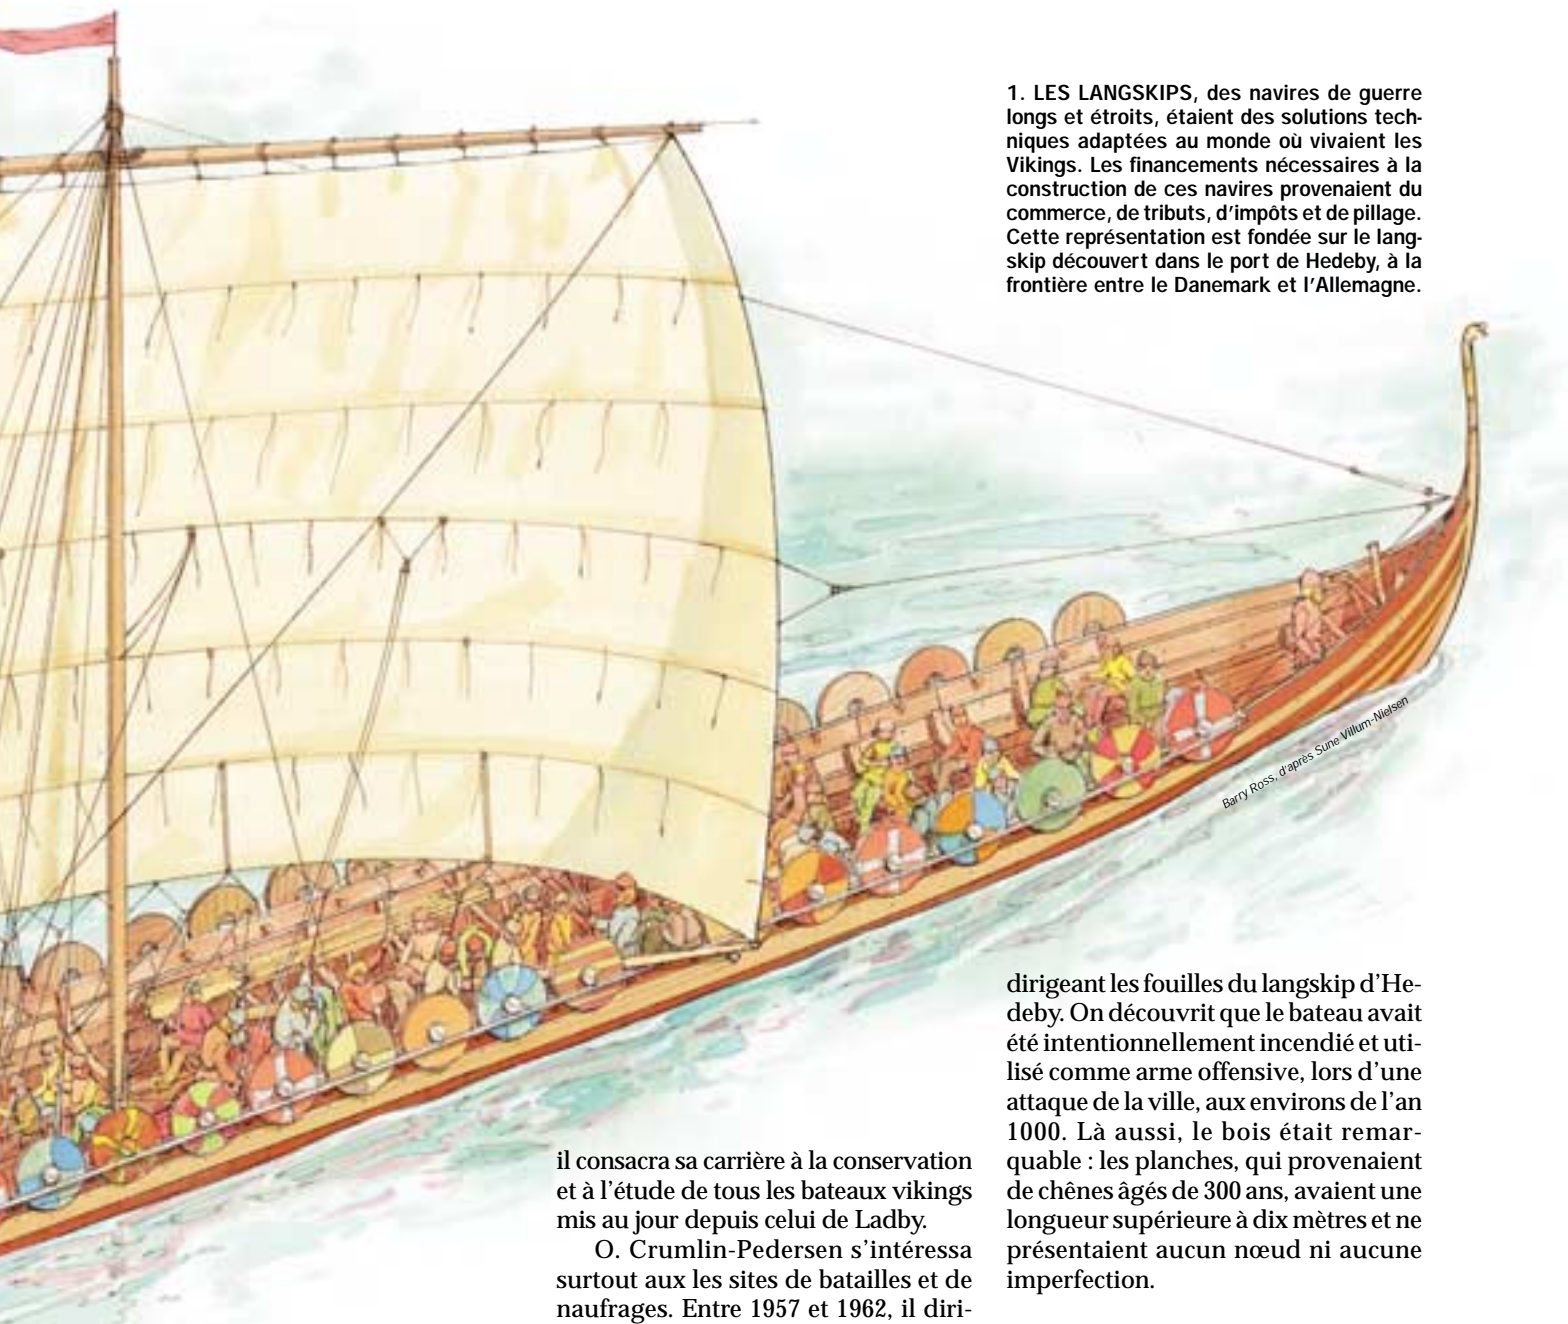 1. LES LANGSKIPS, des navires de guerre
longs et étroits, étaient des solutions tech-
niques adaptées au monde où vivaient les
Vikings. Les financements nécessaires à la
construction de ces navires provenaient du
commerce, de tributs, d'impôts et de pillage.
Cette représentation est fondée sur le lang-
skip découvert dans le port de Hedeby, à la
frontière entre le Danemark et l'Allemagne.
Barry Ross, d'après Sune Villum-Nielsen
il consacra sa carrière à la conservation
et à l'étude de tous les bateaux vikings
mis au jour depuis celui de Ladby.
O. Crumlin-Pedersen s'intéressa
surtout aux les sites de batailles et de
naufrages. Entre 1957 et 1962, il diri-
dirigeant les fouilles du langskip d'He-
deby. On découvrit que le bateau avait
été intentionnellement incendié et uti-
lisé comme arme offensive, lors d'une
attaque de la ville, aux environs de l'an
1000. Là aussi, le bois était remar-
quable : les planches, qui provenaient
de chênes âgés de 300 ans, avaient une
longueur supérieure à dix mètres et ne
présentaient aucun nœud ni aucune
imperfection.